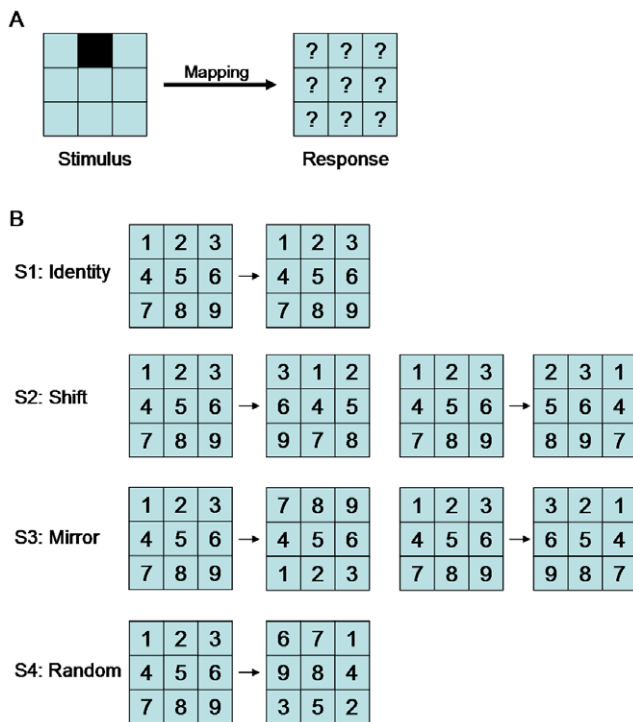 A
? ? ?
Mapping
? ? ?
? ? ?
Stimulus Response
B
1 2 3 1 2 3
S1: Identity 4 5 6 4 5 6
7 8 9 7 8 9
1 2 3 3 1 2 1 2 3 2 3 1
S2: Shift 4 5 6 6 4 5 4 5 6 5 6 4
7 8 9 9 7 8 7 8 9 8 9 7
1 2 3 7 8 9 1 2 3 3 2 1
S3: Mirror 4 5 6 4 5 6 4 5 6 6 5 4
7 8 9 1 2 3 7 8 9 9 8 7
1 2 3 6 7 1
S4: Random 4 5 6 9 8 4
7 8 9 3 5 2